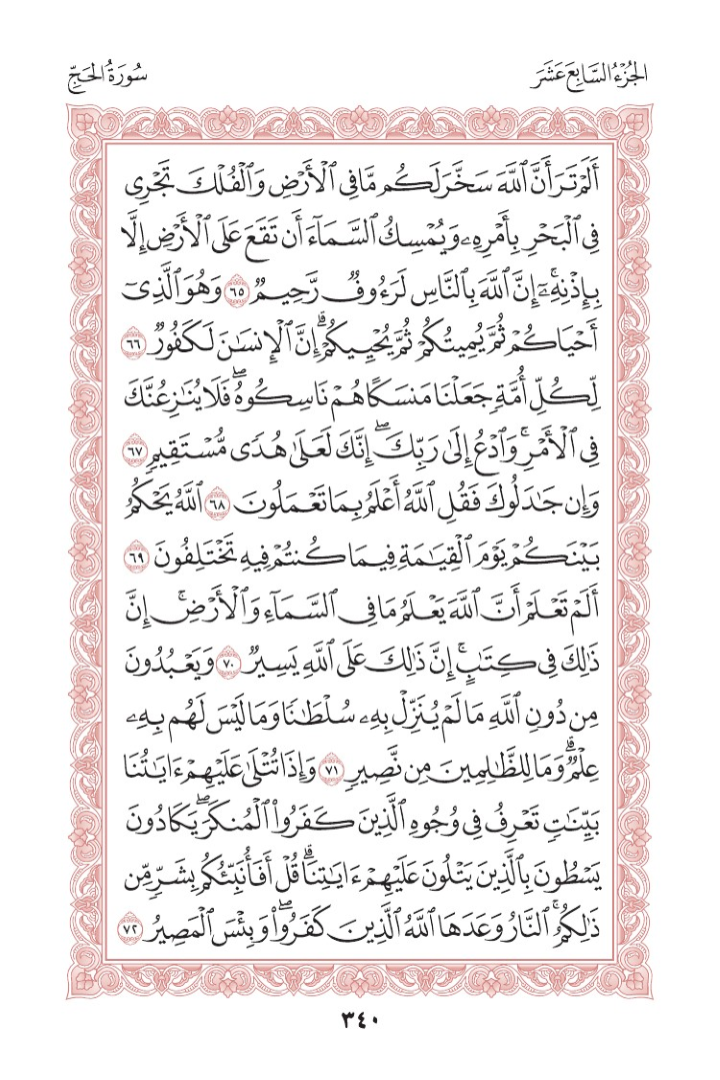 الجُزْءُ السَّابِعَ عَشَرَ
سُورَةُ الحَجِّ
أَلَمْ تَرَ أَنَّ ٱللَّهَ سَخَّرَ لَكُم مَّا فِى ٱلْأَرْضِ وَٱلْفُلْكَ تَجْرِى
فِى ٱلْبَحْرِ بِأَمْرِهِۦ وَيُمْسِكُ ٱلسَّمَآءَ أَن تَقَعَ عَلَى ٱلْأَرْضِ إِلَّا
بِإِذْنِهِۦٓۚ إِنَّ ٱللَّهَ بِٱلنَّاسِ لَرَءُوفٌ رَّحِيمٌ ٦٥ وَهُوَ ٱلَّذِىٓ
أَحْيَاكُمْ ثُمَّ يُمِيتُكُمْ ثُمَّ يُحْيِيكُمْۗ إِنَّ ٱلْإِنسَٰنَ لَكَفُورٌ ٦٦
لِّكُلِّ أُمَّةٍ جَعَلْنَا مَنسَكًا هُمْ نَاسِكُوهُۖ فَلَا يُنَٰزِعُنَّكَ
فِى ٱلْأَمْرِۚ وَٱدْعُ إِلَىٰ رَبِّكَۖ إِنَّكَ لَعَلَىٰ هُدًى مُّسْتَقِيمٍ ٦٧
وَإِن جَٰدَلُوكَ فَقُلِ ٱللَّهُ أَعْلَمُ بِمَا تَعْمَلُونَ ٦٨ ٱللَّهُ يَحْكُمُ
بَيْنَكُمْ يَوْمَ ٱلْقِيَٰمَةِ فِيمَا كُنتُمْ فِيهِ تَخْتَلِفُونَ ٦٩
أَلَمْ تَعْلَمْ أَنَّ ٱللَّهَ يَعْلَمُ مَا فِى ٱلسَّمَآءِ وَٱلْأَرْضِۚ إِنَّ
ذَٰلِكَ فِى كِتَٰبٍۚ إِنَّ ذَٰلِكَ عَلَى ٱللَّهِ يَسِيرٌ ٧٠ وَيَعْبُدُونَ
مِن دُونِ ٱللَّهِ مَا لَمْ يُنَزِّلْ بِهِۦ سُلْطَٰنًا وَمَا لَيْسَ لَهُم بِهِۦ
عِلْمٌۗ وَمَا لِلظَّٰلِمِينَ مِن نَّصِيرٍ ٧١ وَإِذَا تُتْلَىٰ عَلَيْهِمْ ءَايَٰتُنَا
بَيِّنَٰتٍ تَعْرِفُ فِى وُجُوهِ ٱلَّذِينَ كَفَرُوا۟ ٱلْمُنكَرَۖ يَكَادُونَ
يَسْطُونَ بِٱلَّذِينَ يَتْلُونَ عَلَيْهِمْ ءَايَٰتِنَاۗ قُلْ أَفَأُنَبِّئُكُم بِشَرٍّ مِّن
ذَٰلِكُمُۚ ٱلنَّارُ وَعَدَهَا ٱللَّهُ ٱلَّذِينَ كَفَرُوا۟ۖ وَبِئْسَ ٱلْمَصِيرُ ٧٢
٣٤٠